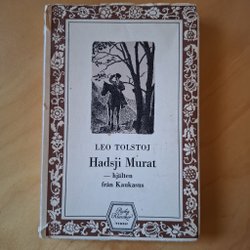 LEO TOLSTOJ
Hadsji Murat
— hjälten
från Kaukasus